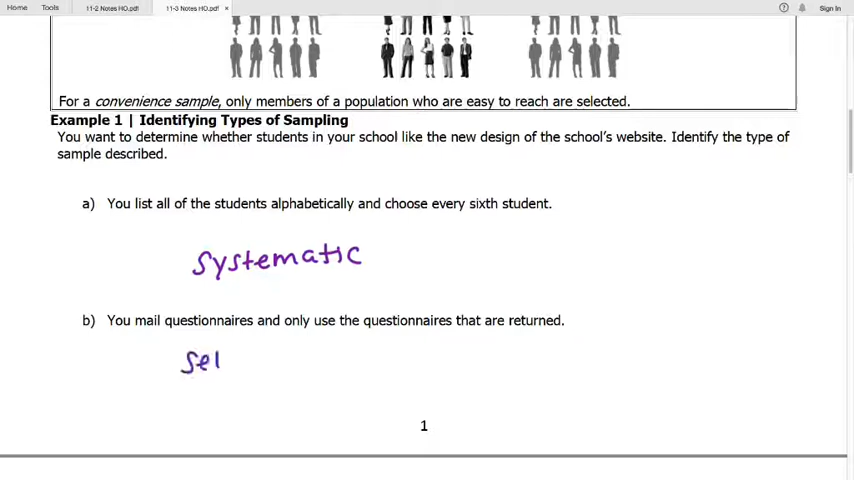 Home Tools 11-2 Notes HO.pdf 11-3 Notes HO.pdf × Sign In
For a convenience sample, only members of a population who are easy to reach are selected.
Example 1 | Identifying Types of Sampling
You want to determine whether students in your school like the new design of the school's website. Identify the type of
sample described.
a) You list all of the students alphabetically and choose every sixth student.
systematic
b) You mail questionnaires and only use the questionnaires that are returned.
Sel
1